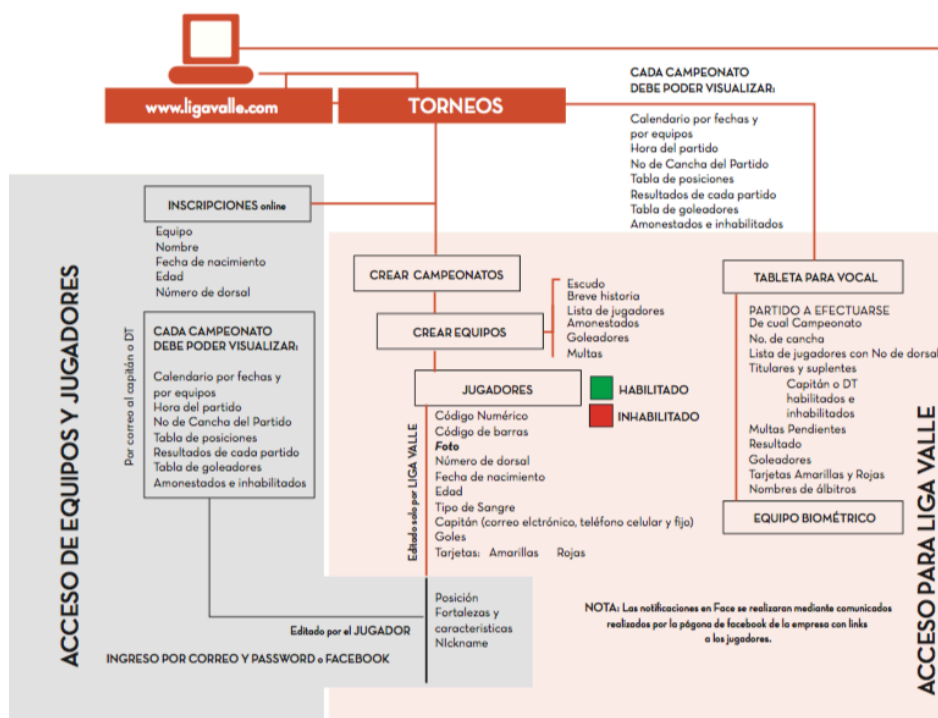 www.ligavalle.com
TORNEOS
CADA CAMPEONATO
DEBE PODER VISUALIZAR:
Calendario por fechas y
por equipos
Hora del partido
No de Cancha del Partido
Tabla de posiciones
Resultados de cada partido
Tabla de goleadores
Amonestados e inhabilitados
ACCESO DE EQUIPOS Y JUGADORES
INSCRIPCIONES online
Equipo
Nombre
Fecha de nacimiento
Edad
Número de dorsal
Por correo al capitán o DT
CADA CAMPEONATO
DEBE PODER VISUALIZAR:
Calendario por fechas y
por equipos
Hora del partido
No de Cancha del Partido
Tabla de posiciones
Resultados de cada partido
Tabla de goleadores
Amonestados e inhabilitados
CREAR CAMPEONATOS
CREAR EQUIPOS
Escudo
Breve historia
Lista de jugadores
Amonestados
Goleadores
Multas
JUGADORES
HABILITADO
INHABILITADO
Editado solo por LIGA VALLE
Código Numérico
Código de barras
Foto
Número de dorsal
Fecha de nacimiento
Edad
Tipo de Sangre
Capitán (correo elctrónico, teléfono celular y fijo)
Goles
Tarjetas: Amarillas Rojas
Editado por el JUGADOR
Posición
Fortalezas y
caracteristicas
NIckname
INGRESO POR CORREO Y PASSWORD o FACEBOOK
TABLETA PARA VOCAL
PARTIDO A EFECTUARSE
De cual Campeonato
No. de cancha
Lista de jugadores con No de dorsal
Titulares y suplentes
Capitán o DT
habilitados e
inhabilitados
Multas Pendientes
Resultado
Goleadores
Tarjetas Amarillas y Rojas
Nombres de álbitros
EQUIPO BIOMÉTRICO
NOTA: Las notificaciones en Face se realizaran mediante comunicados
realizados por la págona de facebook de la empresa con links
a los jugadores.
ACCESO PARA LIGA VALLE